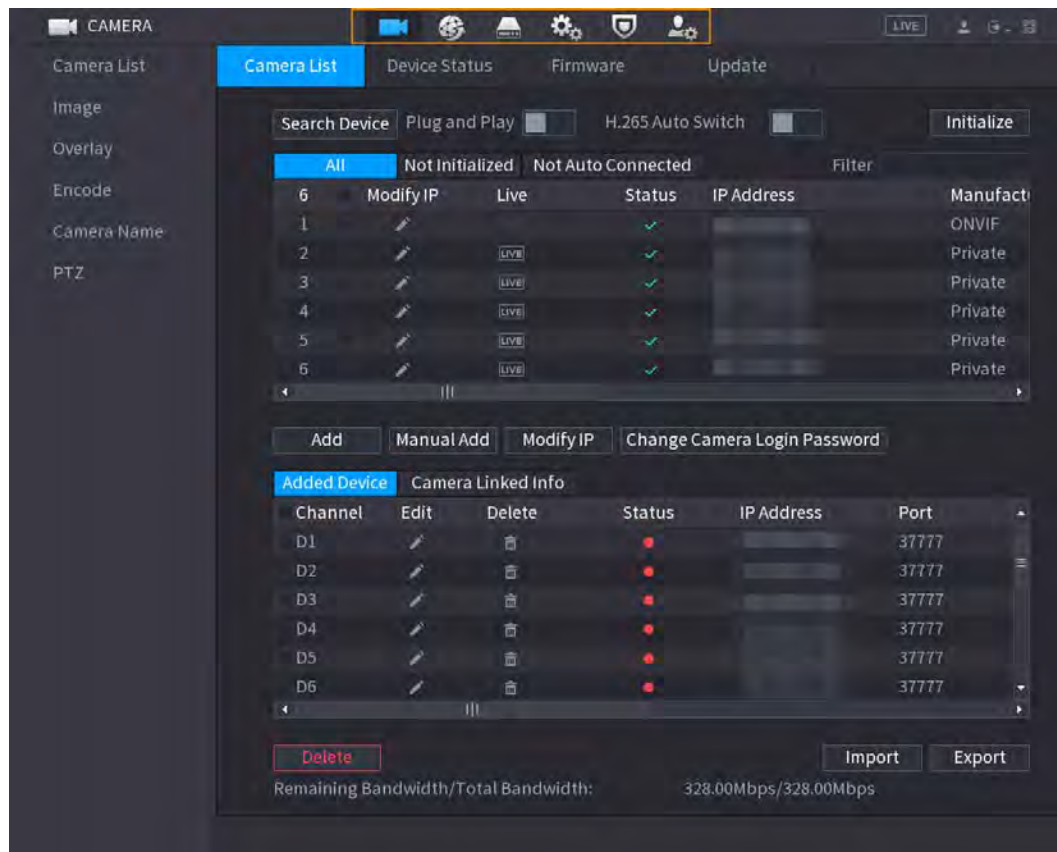 CAMERA LIVE
Camera List
Image
Overlay
Encode
Camera Name
PTZ
Camera List Device Status Firmware Update
Search Device Plug and Play H.265 Auto Switch Initialize
All Not Initialized Not Auto Connected Filter
6 Modify IP Live Status IP Address Manufact
1 ONVIF
2 LIVE Private
3 LIVE Private
4 LIVE Private
5 LIVE Private
6 LIVE Private
Add Manual Add Modify IP Change Camera Login Password
Added Device Camera Linked Info
Channel Edit Delete Status IP Address Port
D1 37777
D2 37777
D3 37777
D4 37777
D5 37777
D6 37777
Delete Import Export
Remaining Bandwidth/Total Bandwidth: 328.00Mbps/328.00Mbps